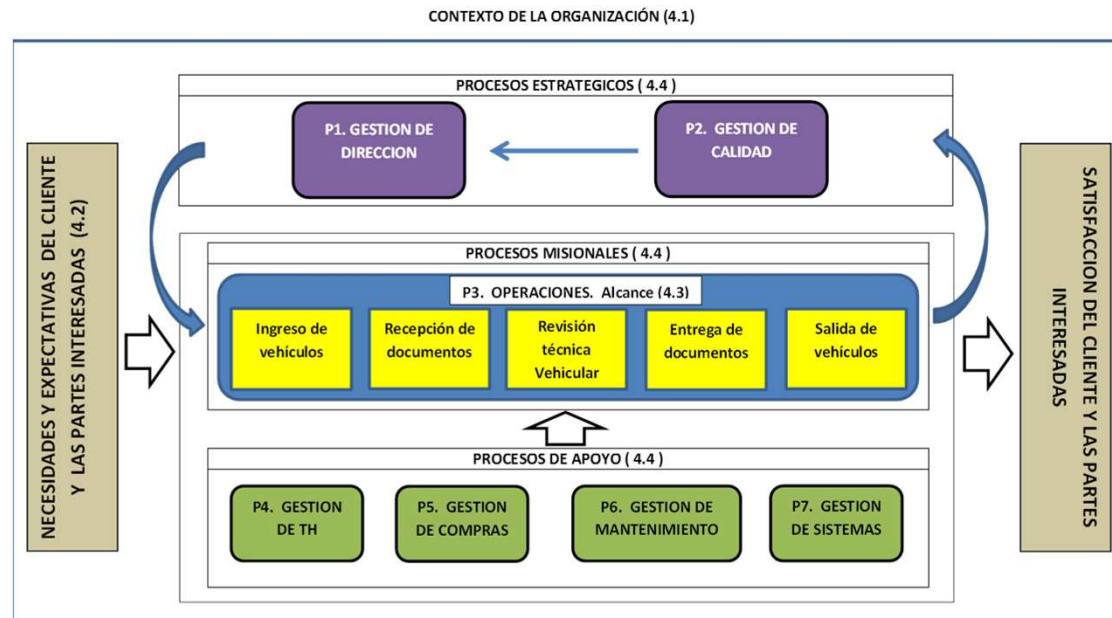 CONTEXTO DE LA ORGANIZACIÓN (4.1)
PROCESOS ESTRATEGICOS ( 4.4 )
P1. GESTION DE
DIRECCION
P2. GESTION DE
CALIDAD
NECESIDADES Y EXPECTATIVAS DEL CLIENTE
Y LAS PARTES INTERESADAS (4.2)
PROCESOS MISIONALES ( 4.4 )
P3. OPERACIONES. Alcance (4.3)
Ingreso de
vehículos
Recepción de
documentos
Revisión
técnica
Vehicular
Entrega de
documentos
Salida de
vehículos
PROCESOS DE APOYO ( 4.4 )
P4. GESTION
DE TH
P5. GESTION
DE COMPRAS
P6. GESTION DE
MANTENIMIENTO
P7. GESTION
DE SISTEMAS
SATISFACCION DEL CLIENTE Y LAS PARTES
INTERESADAS